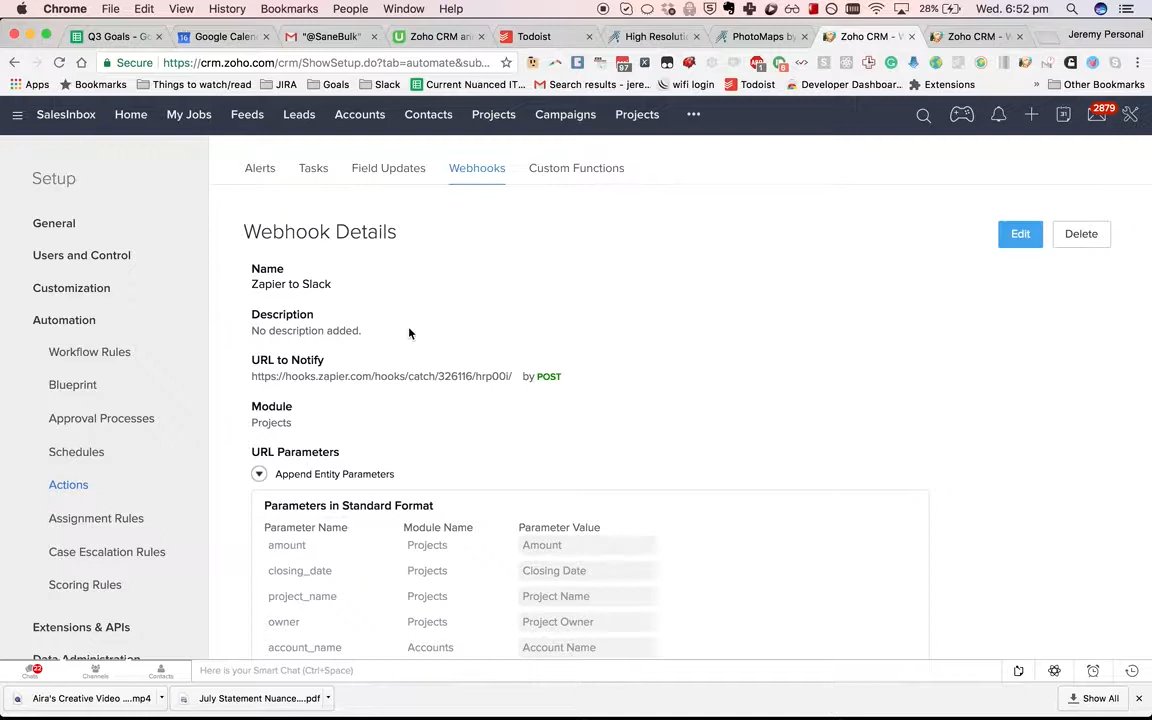 Chrome File Edit View History Bookmarks People Window Help 28% Wed. 6:52 pm
Q3 Goals - Go Google Calen "@SaneBulk" Zoho CRM an Todoist High Resoluti PhotoMaps by Zoho CRM - W Zoho CRM - V Jeremy Personal
Secure https://crm.zoho.com/crm/ShowSetup.do?tab=automate&sub...
Apps Bookmarks Things to watch/read JIRA Goals Slack Current Nuanced IT... Search results - jere... wifi login Todoist Developer Dashboar... Extensions » Other Bookmarks
SalesInbox Home My Jobs Feeds Leads Accounts Contacts Projects Campaigns Projects ••• 31 2879
Setup
General
Users and Control
Customization
Automation
Workflow Rules
Blueprint
Approval Processes
Schedules
Actions
Assignment Rules
Case Escalation Rules
Scoring Rules
Extensions & APIs
Data Administration
Alerts Tasks Field Updates Webhooks Custom Functions
Webhook Details Edit Delete
Name
Zapier to Slack
Description
No description added.
URL to Notify
https://hooks.zapier.com/hooks/catch/326116/hrp00i/ by POST
Module
Projects
URL Parameters
Append Entity Parameters
Parameters in Standard Format
Parameter Name Module Name Parameter Value
amount Projects Amount
closing_date Projects Closing Date
project_name Projects Project Name
owner Projects Project Owner
account_name Accounts Account Name
22
Chats Channels Contacts Here is your Smart Chat (Ctrl+Space)
Aira's Creative Video ....mp4 July Statement Nuance....pdf Show All